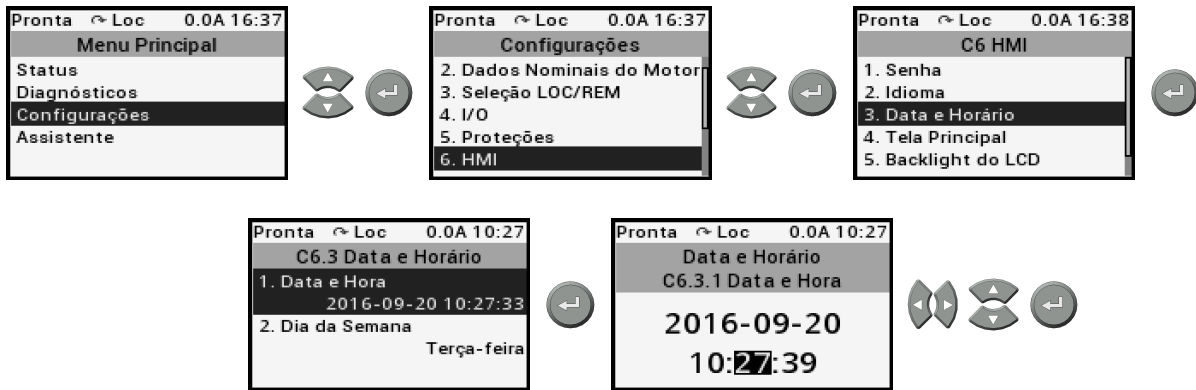 Pronta Loc 0.0A 16:37
Menu Principal
Status
Diagnósticos
Configurações
Assistente
Pronta Loc 0.0A 16:37
Configurações
2. Dados Nominais do Motor
3. Seleção LOC/REM
4. I/O
5. Proteções
6. HMI
Pronta Loc 0.0A 16:38
C6 HMI
1. Senha
2. Idioma
3. Data e Horário
4. Tela Principal
5. Backlight do LCD
Pronta Loc 0.0A 10:27
C6.3 Data e Horário
1. Data e Hora
2016-09-20 10:27:33
2. Dia da Semana
Terça-feira
Pronta Loc 0.0A 10:27
Data e Horário
C6.3.1 Data e Hora
2016-09-20
10:27:39